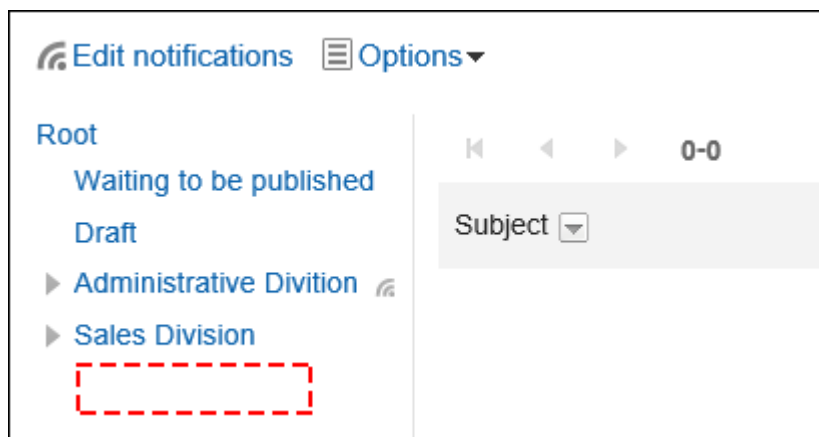 Edit notifications Options
Root
Waiting to be published
Draft
Administrative Divition
Sales Division
0-0
Subject